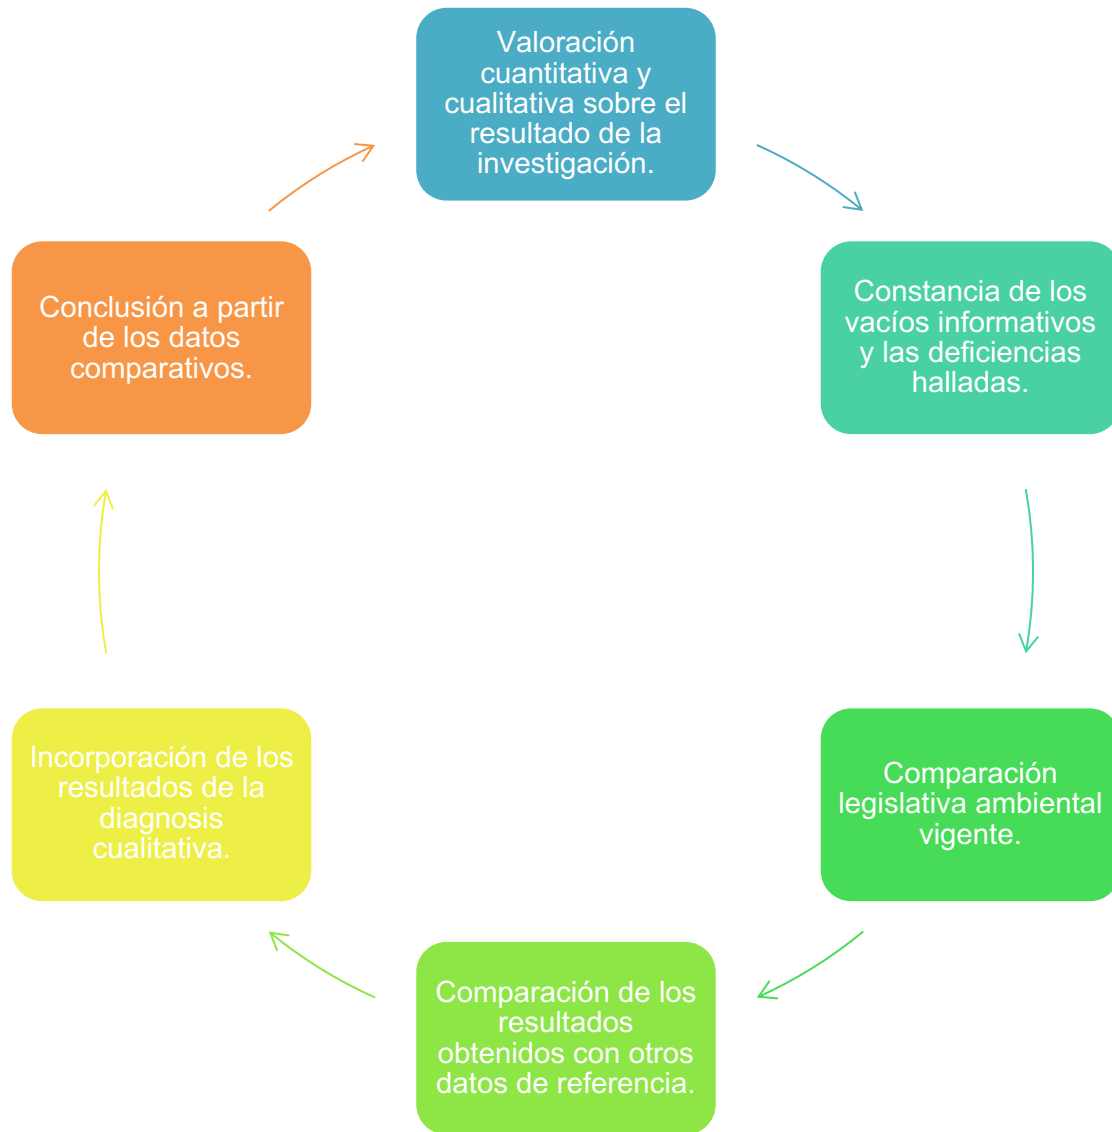 Valoración
cuantitativa y
cualitativa sobre el
resultado de la
investigación.
Constancia de los
vacíos informativos
y las deficiencias
halladas.
Comparación
legislativa ambiental
vigente.
Comparación de los
resultados
obtenidos con otros
datos de referencia.
Incorporación de los
resultados de la
diagnosis
cualitativa.
Conclusión a partir
de los datos
comparativos.